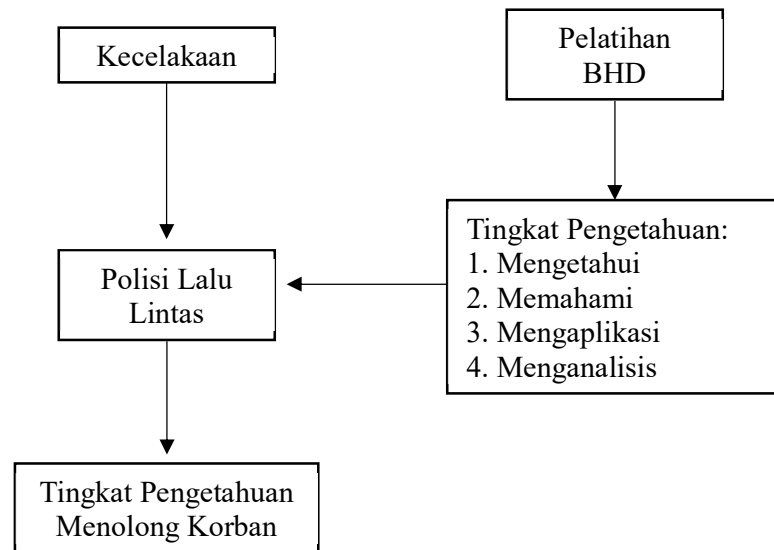 Kecelakaan
Pelatihan
BHD
Tingkat Pengetahuan:
1. Mengetahui
2. Memahami
3. Mengaplikasi
4. Menganalisis
Polisi Lalu
Lintas
Tingkat Pengetahuan
Menolong Korban